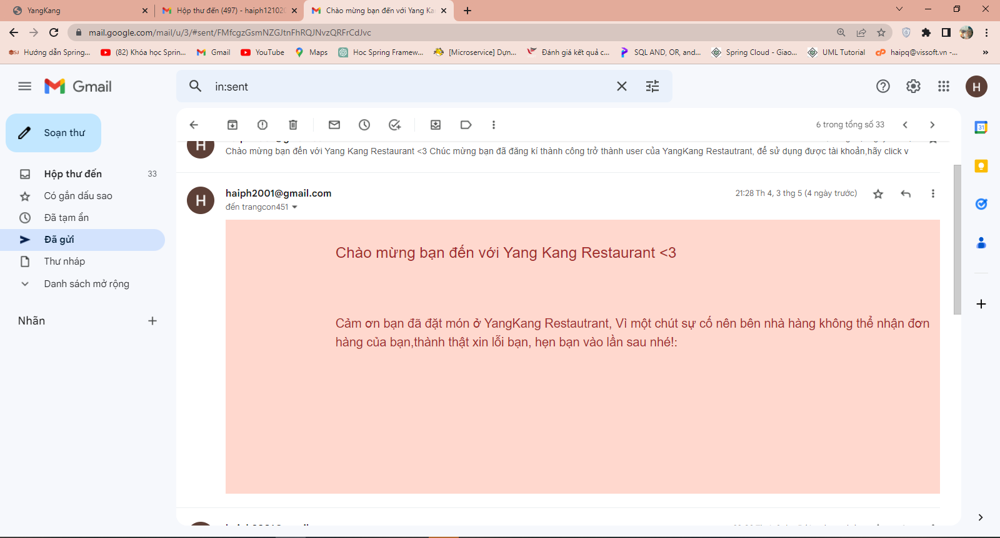 YangKang
Hộp thư đến (497) - haiph12102
Chào mừng bạn đến với Yang Ka
mail.google.com/mail/u/3/#sent/FMfcgzGsmNZGJtnFhRQJNvzQRFrCdJvc
Hướng dẫn Spring...
(82) Khóa học Sprin...
Gmail
YouTube
Maps
Hoc Spring Framew...
[Microservice] Dựn...
Đánh giá kết quả c...
SQL AND, OR, and...
Spring Cloud - Giao...
UML Tutorial
haipq@vissoft.vn -...
»
Gmail
in:sent
H
Soạn thư
6 trong tổng số 33
H
Chào mừng bạn đến với Yang Kang Restaurant <3 Chúc mừng bạn đã đăng kí thành công trở thành user của YangKang Restautrant, để sử dụng được tài khoản,hãy click v
Hộp thư đến
33
Có gắn dấu sao
Đã tạm ẩn
Đã gửi
Thư nháp
Danh sách mở rộng
Nhãn
H
haiph2001@gmail.com
21:28 Th 4, 3 thg 5 (4 ngày trước)
đến trangcon451
Chào mừng bạn đến với Yang Kang Restaurant <3
Cảm ơn bạn đã đặt món ở YangKang Restautrant, Vì một chút sự cố nên bên nhà hàng không thể nhận đơn
hàng của bạn,thành thật xin lỗi bạn, hẹn bạn vào lần sau nhé!:
31